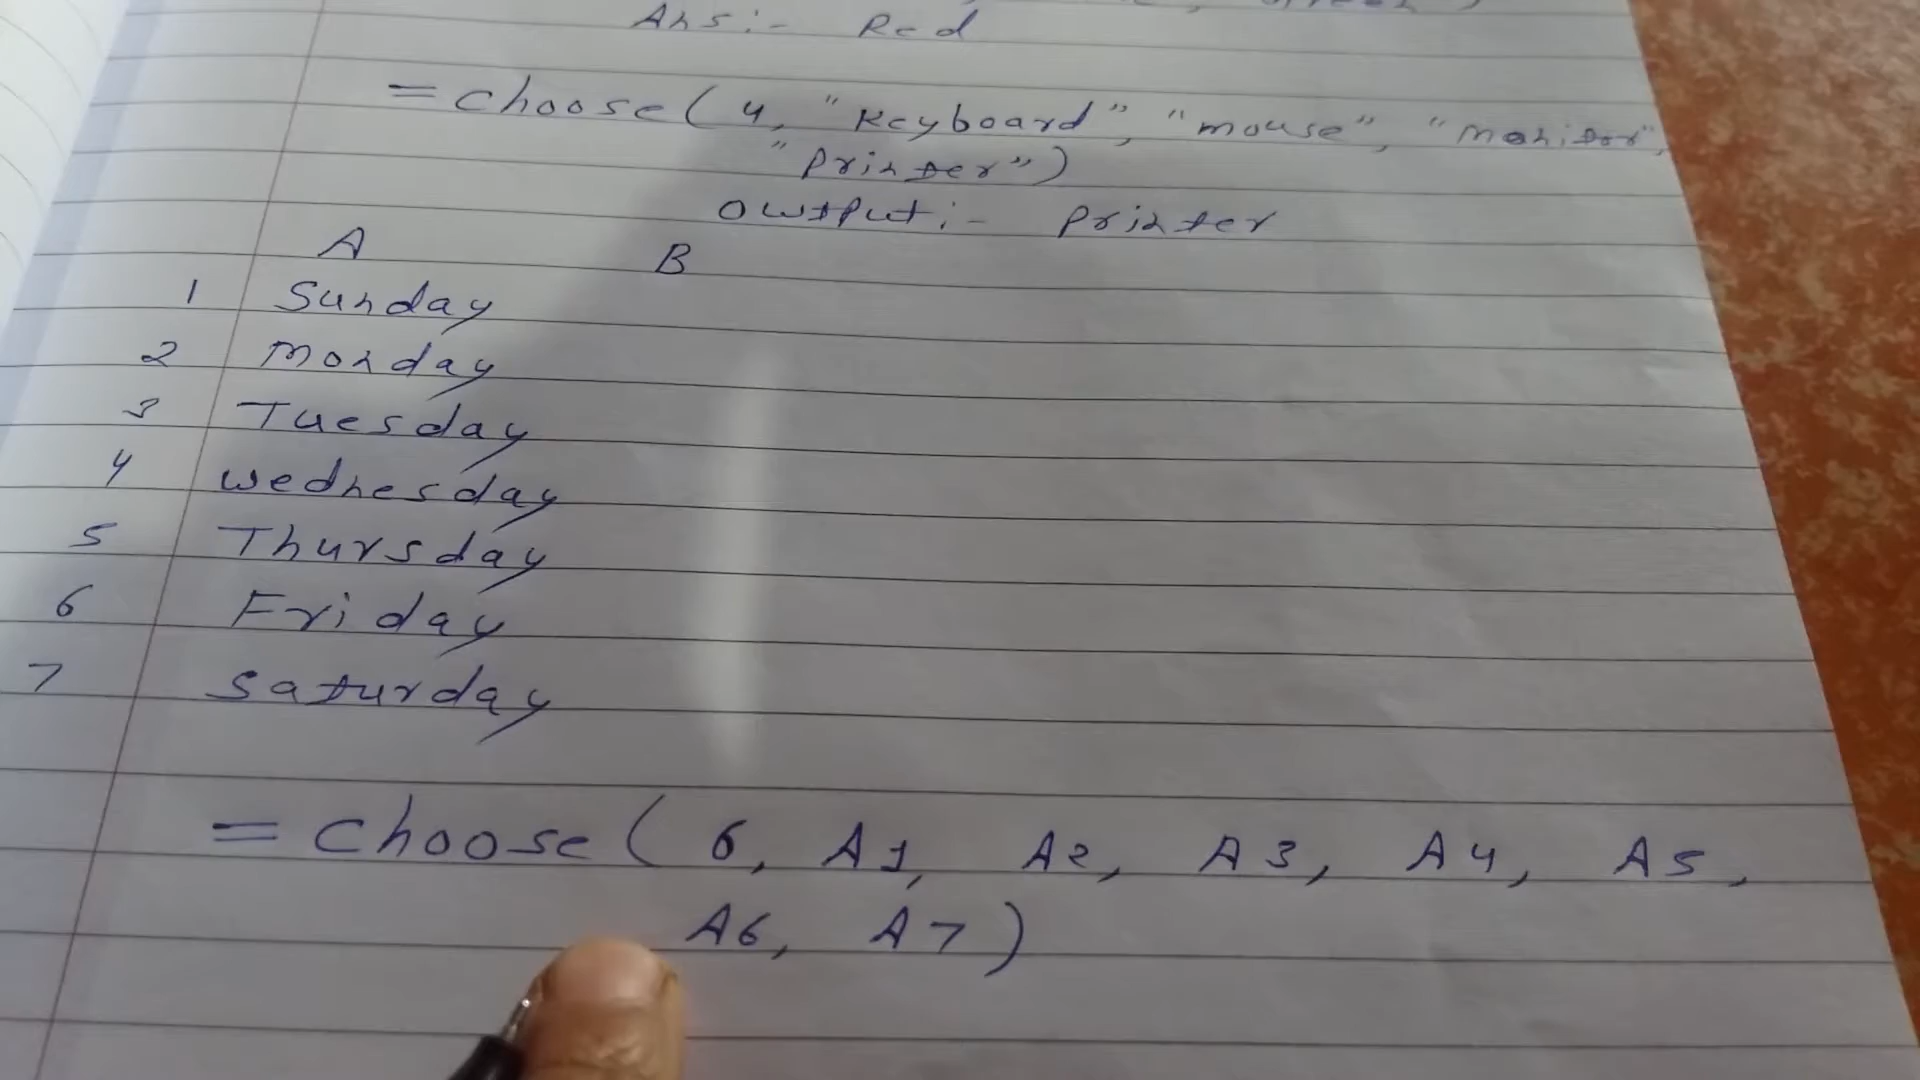 Ans:- Red
=choose(4, "Keyboard", "mouse", "monitor",
"Printer")
Output:- Printer
A B
1 Sunday
2 Monday
3 Tuesday
4 Wednesday
5 Thursday
6 Friday
7 Saturday
=choose(6, A1, A2, A3, A4, A5,
A6, A7)